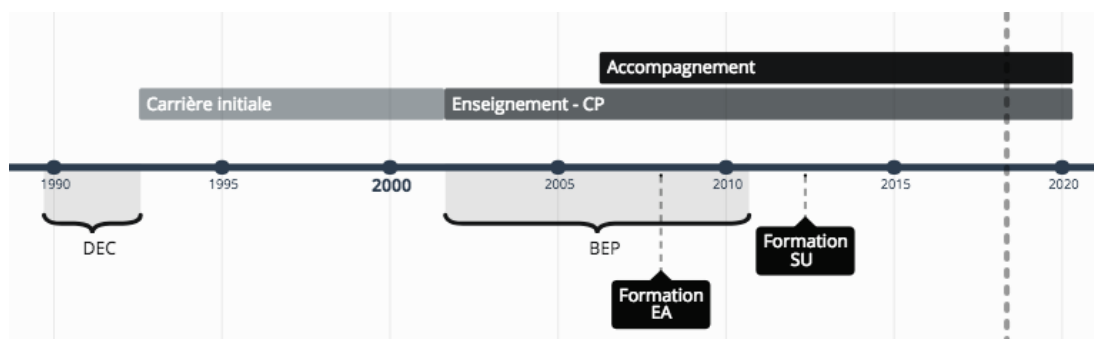 Accompagnement
Carrière initiale
Enseignement - CP
1990
1995
2000
2005
2010
2015
2020
DEC
BEP
Formation
SU
Formation
EA